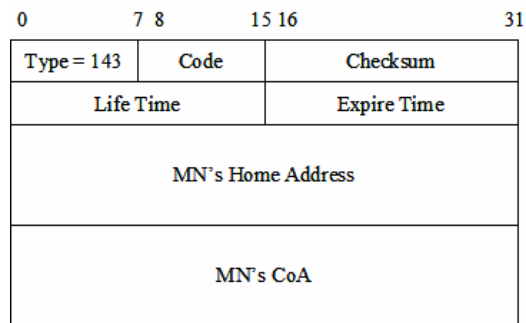 0 7 8 15 16 31
Type = 143 Code Checksum
Life Time Expire Time
MN's Home Address
MN's CoA